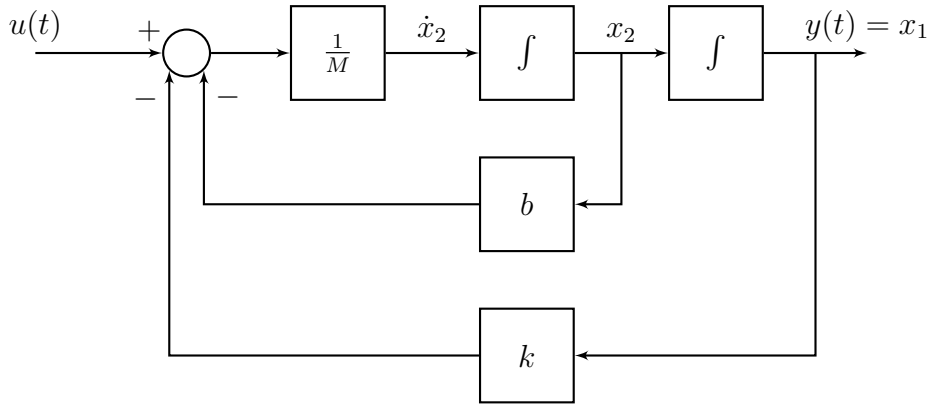 u(t)
+
−
−
1/M
ẋ₂
∫
x₂
∫
y(t) = x₁
b
k